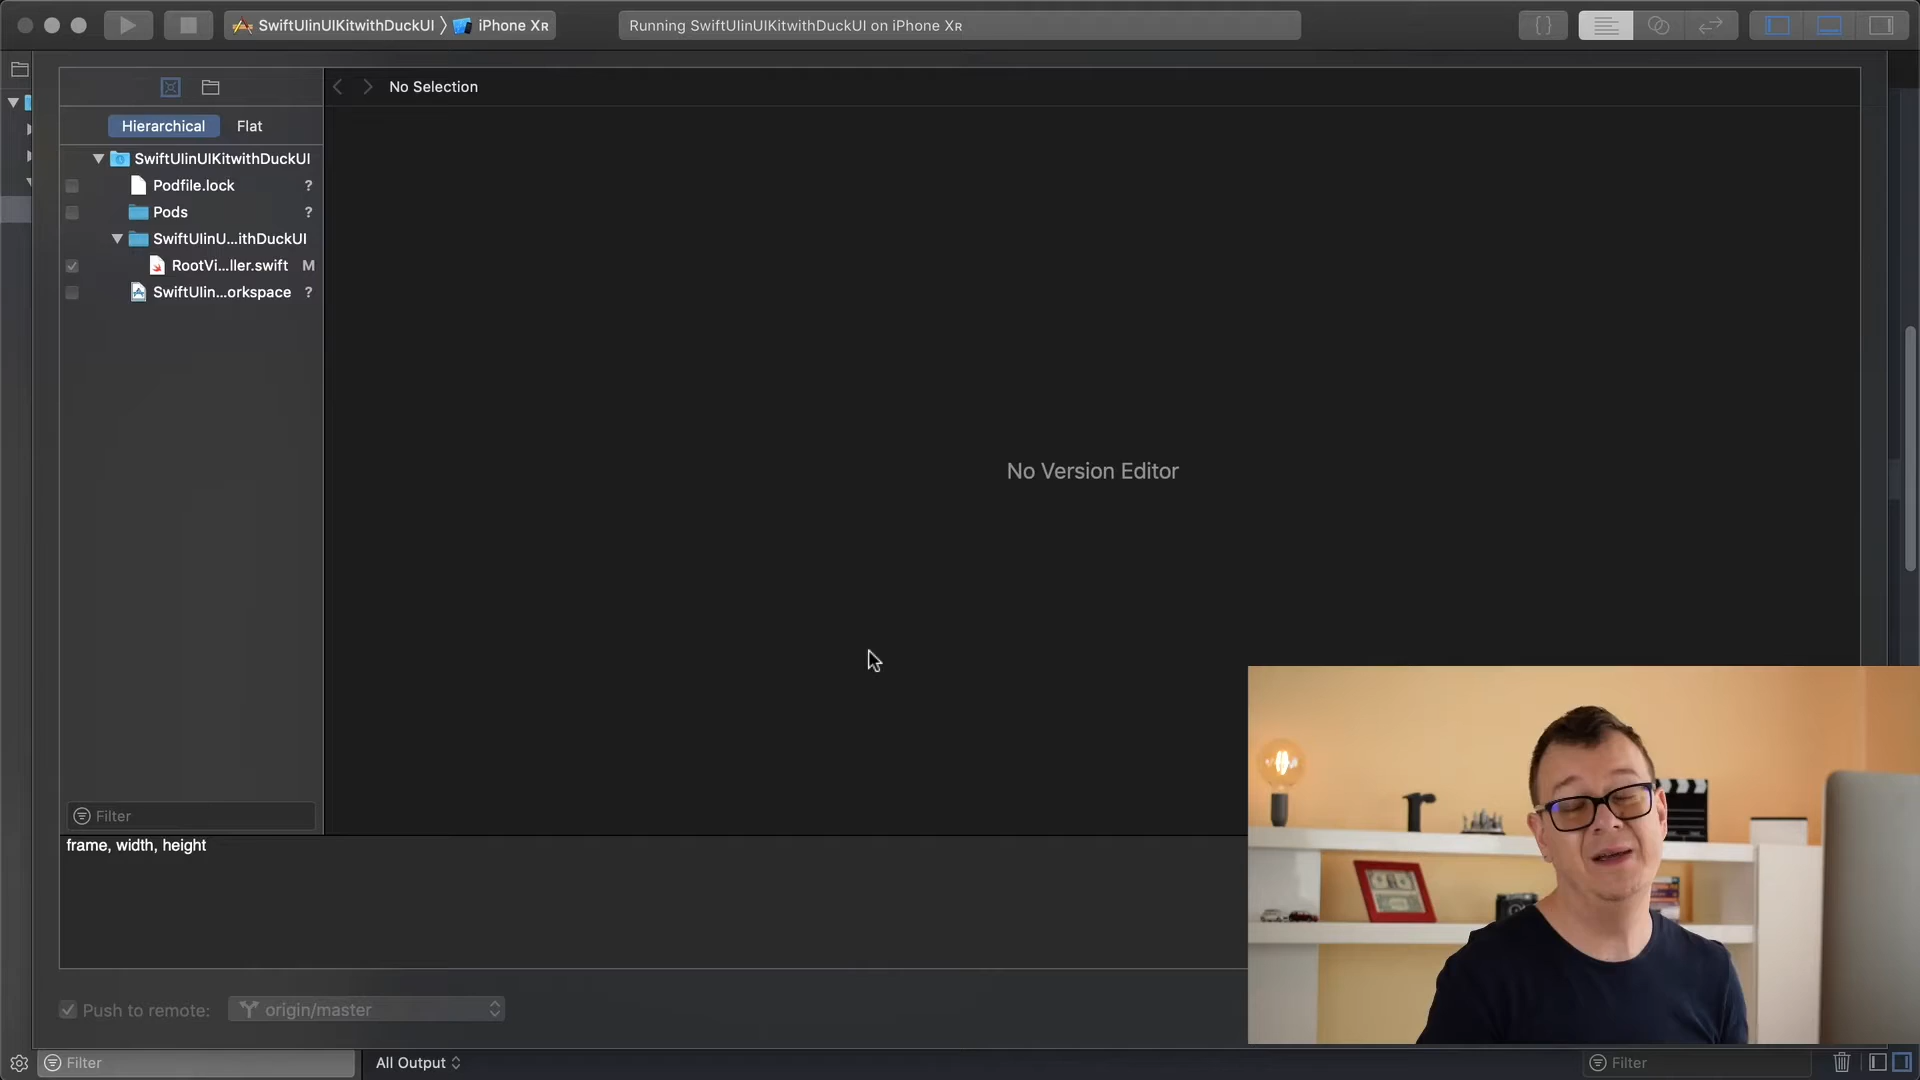 SwiftUIinUIKitwithDuckUI
iPhone XR
Running SwiftUIinUIKitwithDuckUI on iPhone XR
No Selection
Hierarchical
Flat
SwiftUIinUIKitwithDuckUI
Podfile.lock ?
Pods ?
SwiftUIinU...ithDuckUI
RootVi...ller.swift M
SwiftUIin...orkspace ?
No Version Editor
Filter
frame, width, height
Push to remote: origin/master
Filter
All Output
Filter